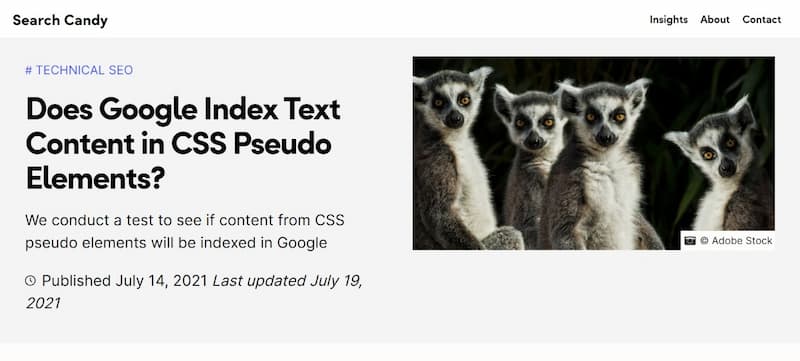 Search Candy
Insights About Contact
# TECHNICAL SEO
Does Google Index Text
Content in CSS Pseudo
Elements?
We conduct a test to see if content from CSS
pseudo elements will be indexed in Google
Published July 14, 2021 Last updated July 19,
2021
© Adobe Stock